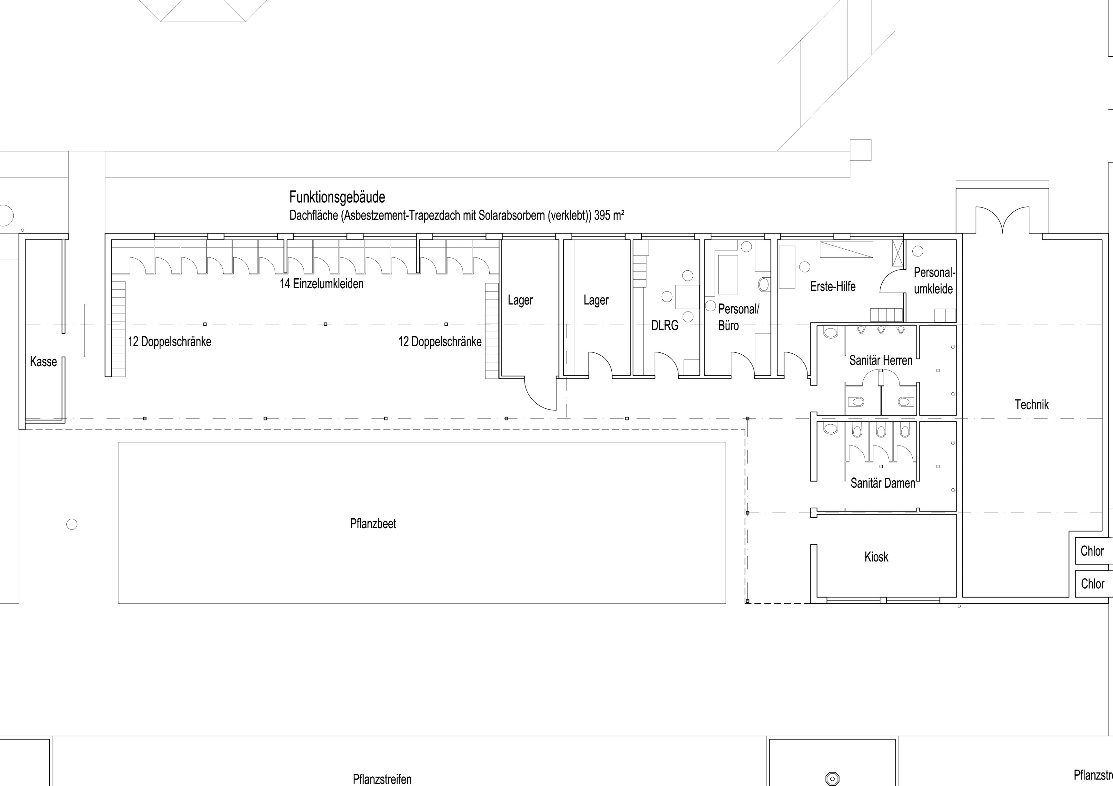 Funktionsgebäude
Dachfläche (Asbestzement-Trapezdach mit Solarabsorbern (verklebt)) 395 m²
14 Einzelumkleiden
12 Doppelschränke
12 Doppelschränke
Kasse
Lager
Lager
DLRG
Personal/
Büro
Erste-Hilfe
Personal-
umkleide
Sanitär Herren
Technik
Sanitär Damen
Pflanzbeet
Kiosk
Chlor
Chlor
Pflanzstreifen
Pflanzstre